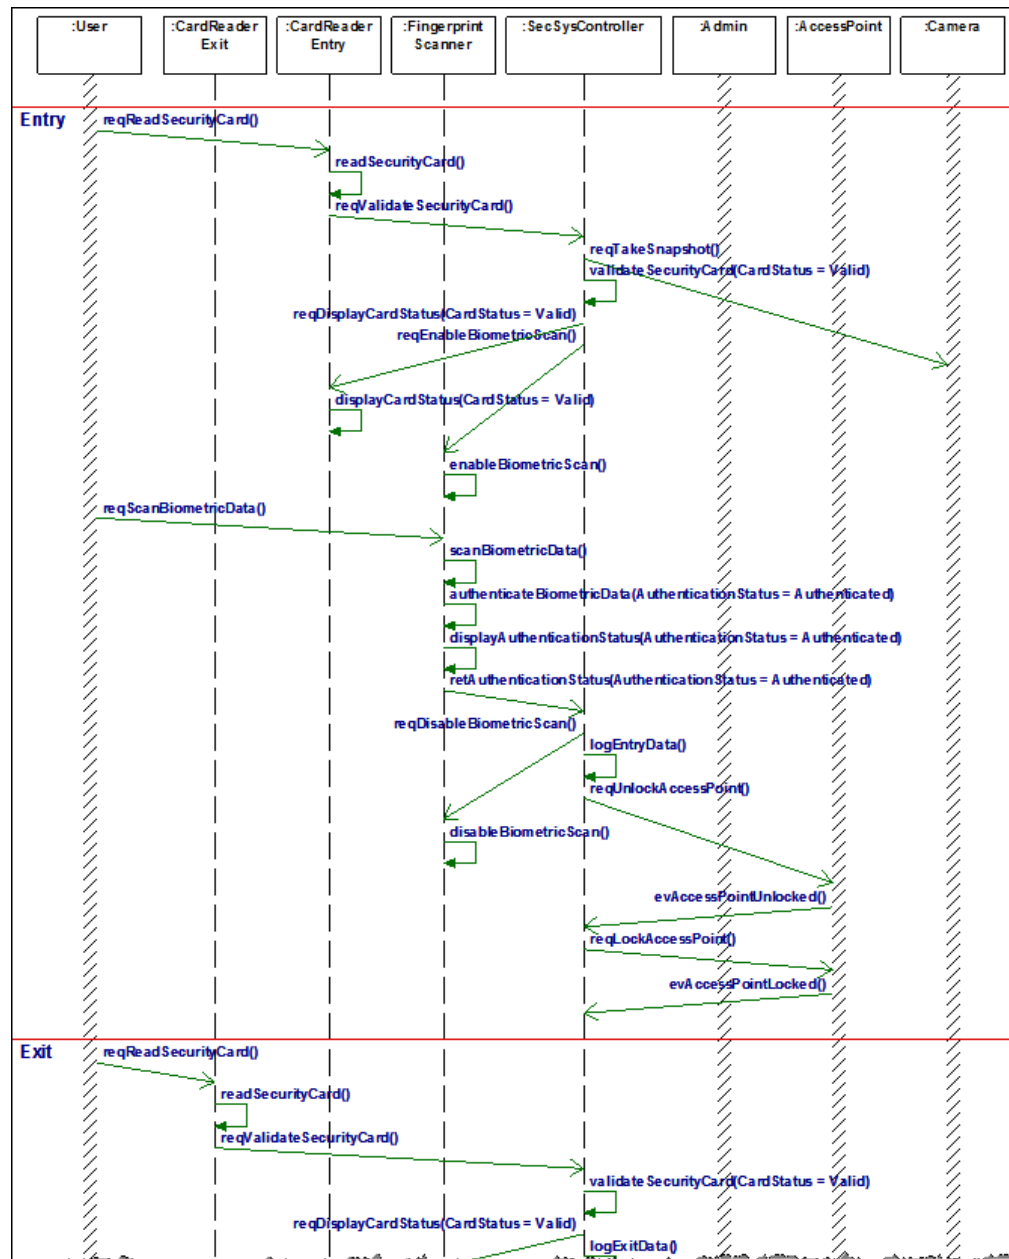 :User
:CardReader
Exit
:CardReader
Entry
:Fingerprint
Scanner
:SecSysController
:Admin
:AccessPoint
:Camera
Entry
reqReadSecurityCard()
readSecurityCard()
reqValidateSecurityCard()
reqTakeSnapshot()
validateSecurityCard(CardStatus = Valid)
reqDisplayCardStatus(CardStatus = Valid)
reqEnableBiometricScan()
displayCardStatus(CardStatus = Valid)
enableBiometricScan()
reqScanBiometricData()
scanBiometricData()
authenticateBiometricData(AuthenticationStatus = Authenticated)
displayAuthenticationStatus(AuthenticationStatus = Authenticated)
retAuthenticationStatus(AuthenticationStatus = Authenticated)
reqDisableBiometricScan()
logEntryData()
reqUnlockAccessPoint()
disableBiometricScan()
evAccessPointUnlocked()
reqLockAccessPoint()
evAccessPointLocked()
Exit
reqReadSecurityCard()
readSecurityCard()
reqValidateSecurityCard()
validateSecurityCard(CardStatus = Valid)
reqDisplayCardStatus(CardStatus = Valid)
logExitData()